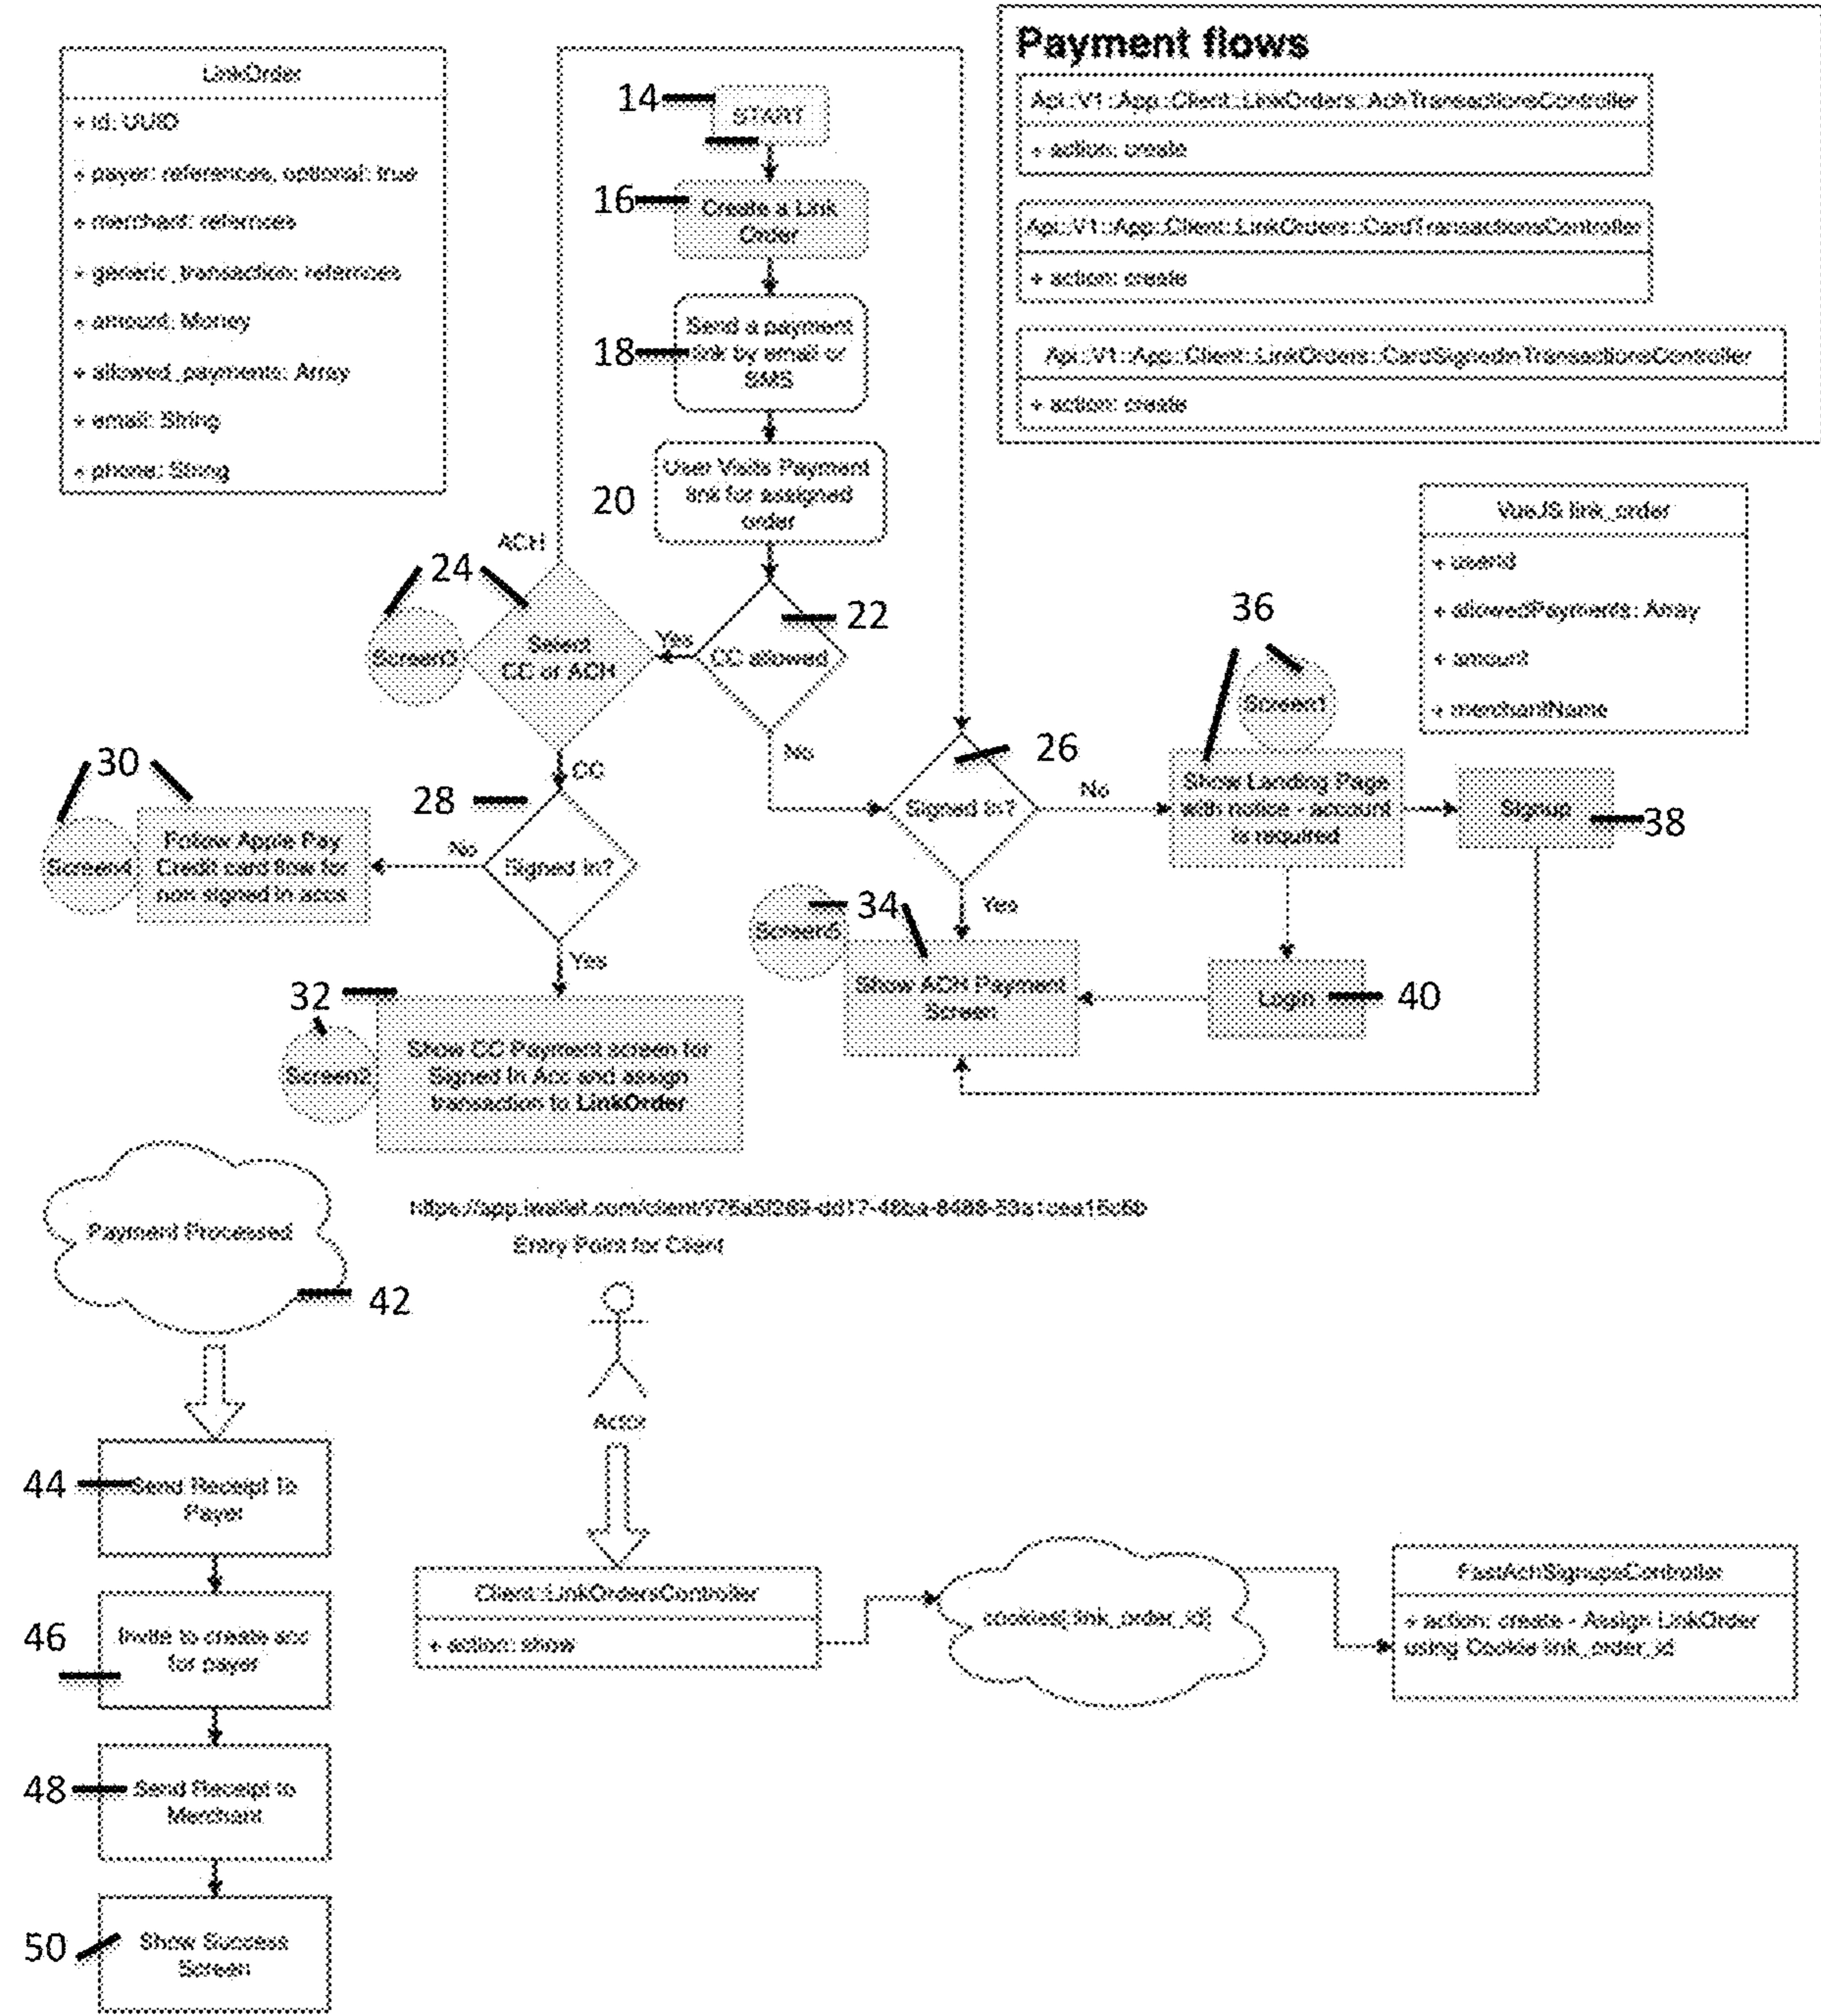 LinkOrder
+ id: UUID
+ payer: references, optional: true
+ merchant: refernces
+ generic_transaction: refernces
+ amount: Money
+ allowed_payments: Array
+ email: String
+ phone: String
14
START
16
Create a Link
Order
18
Send a payment
link by email or
SMS
20
User Visits Payment
link for assigned
order
Payment flows
Api::V1::App::Client::LinkOrders::AchTransactionsController
+ action: create
Api::V1::App::Client::LinkOrders::CardTransactionsController
+ action: create
Api::V1::App::Client::LinkOrders::CardSignedInTransactionsController
+ action: create
VueJS link_order
+ userId
+ allowedPayments: Array
+ amount
+ merchantName
ACH
24
Screen3
Select
CC or ACH
Yes
22
CC allowed
No
CC
30
Screen4
Follow Apple Pay
Credit card flow for
non signed in accs
No
28
Signed in?
Yes
26
Signed in?
No
Yes
36
Screen1
Show Landing Page
with notice - account
is required
Signup
38
34
Screen5
Show ACH Payment
Screen
Login
40
32
Screen2
Show CC Payment screen for
Signed In Acc and assign
transaction to LinkOrder
Payment Processed
42
Entry Point for Client
Actor
44
Send Receipt To
Payer
46
Invite to create acc
for payer
48
Send Receipt to
Merchant
50
Show Success
Screen
Client::LinkOrdersController
+ action: show
cookies[:link_order_id]
FastAchSignupsController
+ action: create - Assign LinkOrder
using Cookie link_order_id